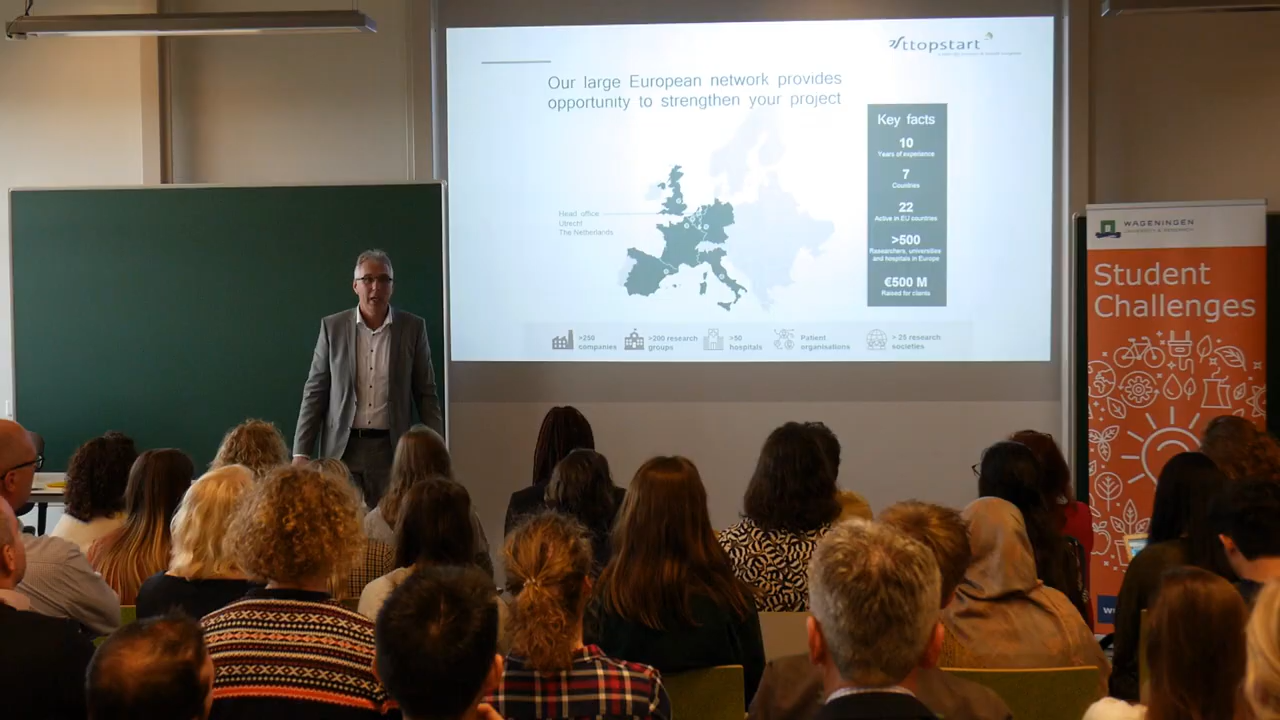 ttopstart
Our large European network provides
opportunity to strengthen your project
Key facts
10
Years of experience
7
Countries
22
Active in EU countries
>500
Researchers, universities
and hospitals in Europe
€500 M
Raised for clients
Head office
Utrecht
The Netherlands
>250
companies
>200 research
groups
>50
hospitals
Patient
organisations
> 25 research
societies
WAGENINGEN
UNIVERSITY & RESEARCH
Student
Challenges